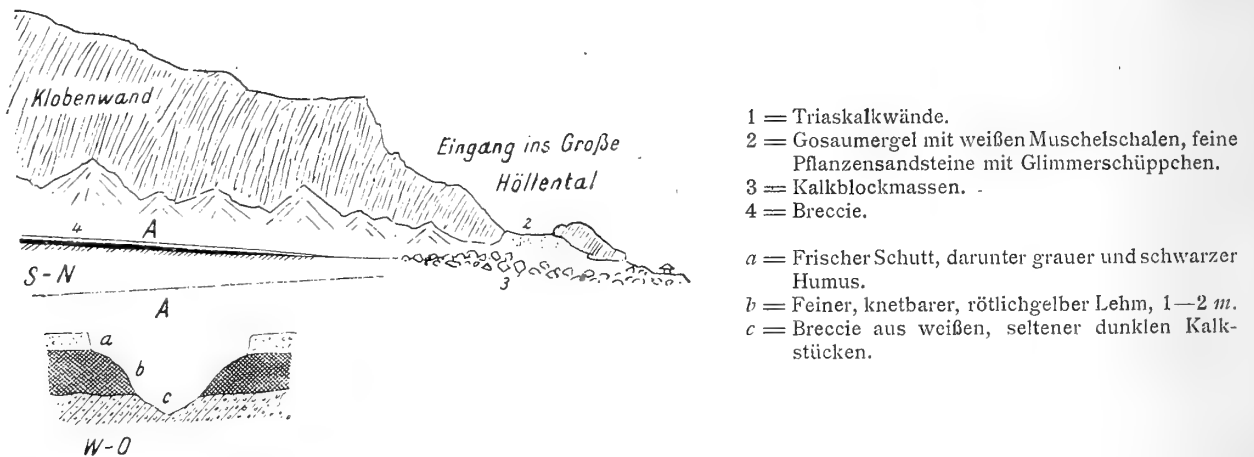 Klobenwand
Eingang ins Große
Höllental
2
4
A
3
S-N
A
a
b
c
W-O
1 = Triaskalkwände.
2 = Gosaumergel mit weißen Muschelschalen, feine
Pflanzensandsteine mit Glimmerschüppchen.
3 = Kalkblockmassen.
4 = Breccie.
a = Frischer Schutt, darunter grauer und schwarzer
Humus.
b = Feiner, knetbarer, rötlichgelber Lehm, 1—2 m.
c = Breccie aus weißen, seltener dunklen Kalk-
stücken.